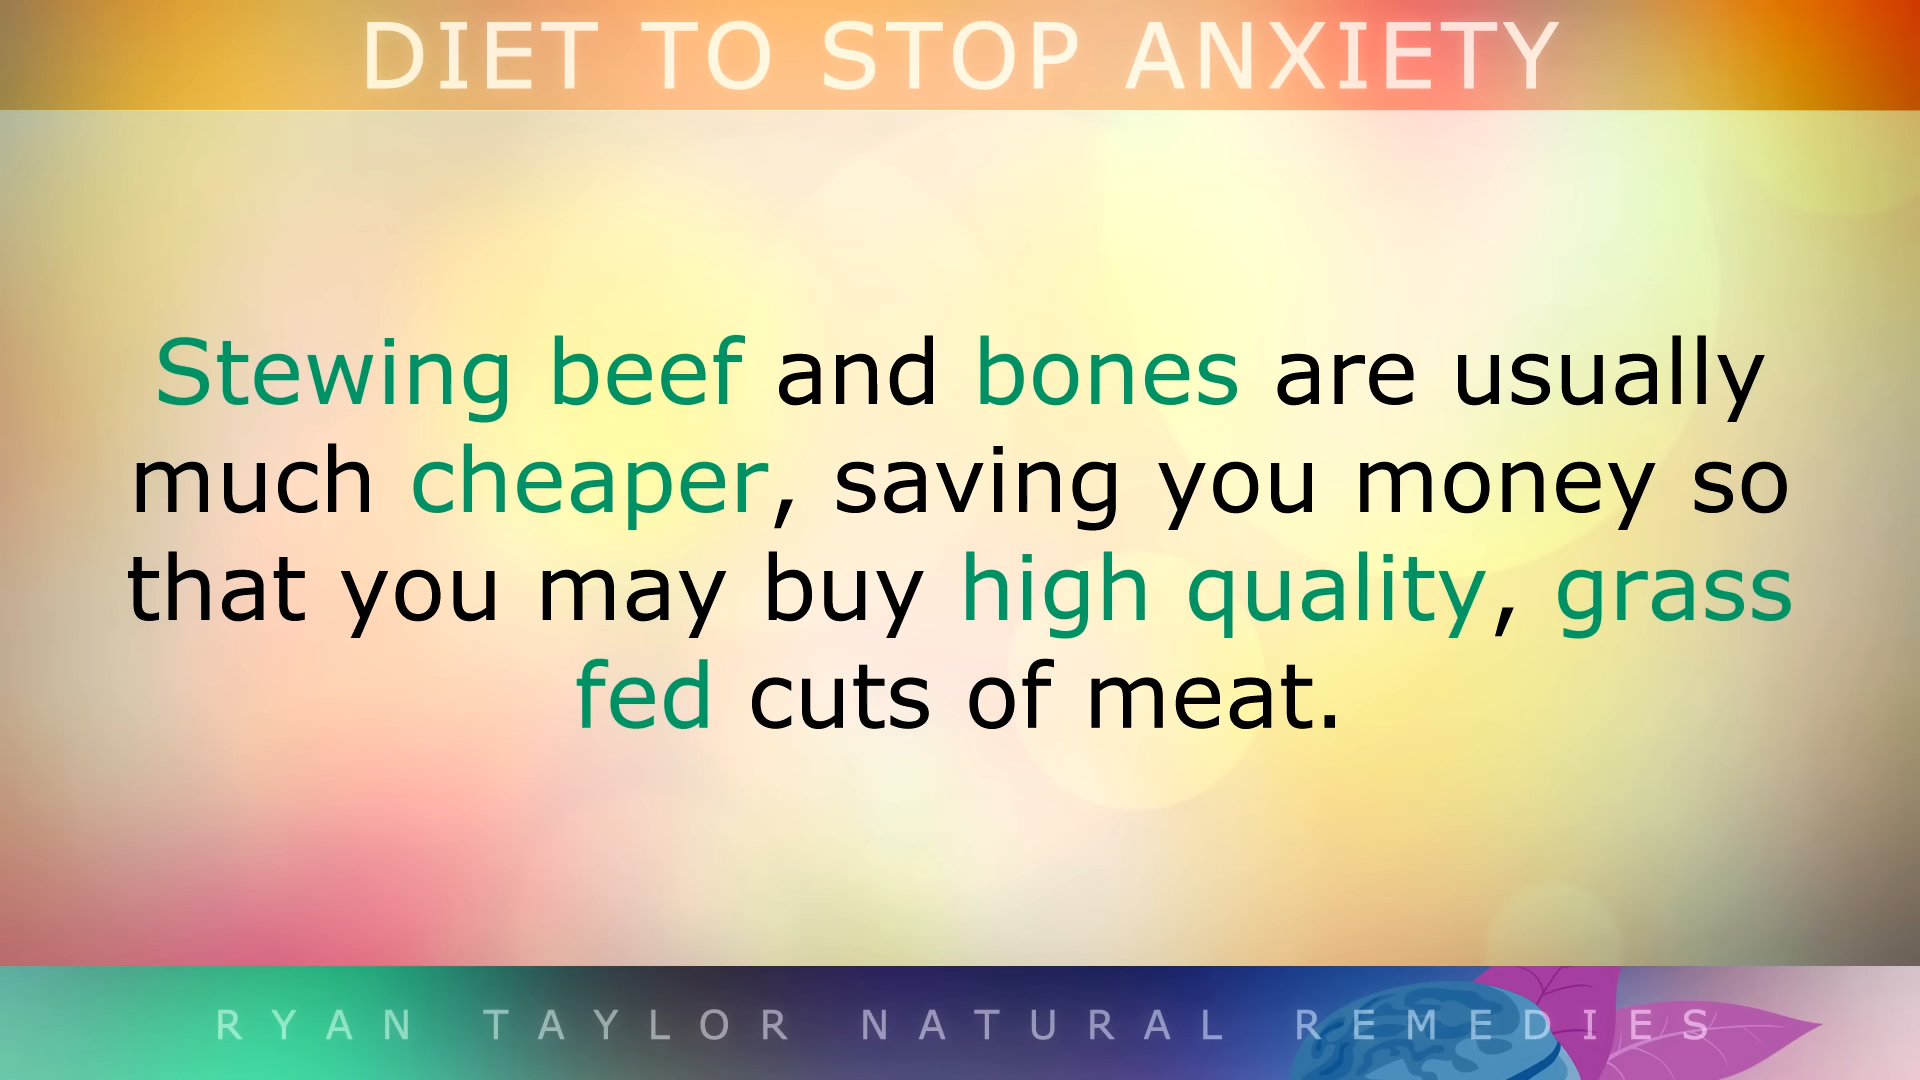 DIET TO STOP ANXIETY
Stewing beef and bones are usually
much cheaper, saving you money so
that you may buy high quality, grass
fed cuts of meat.
RYAN TAYLOR NATURAL REMEDIES